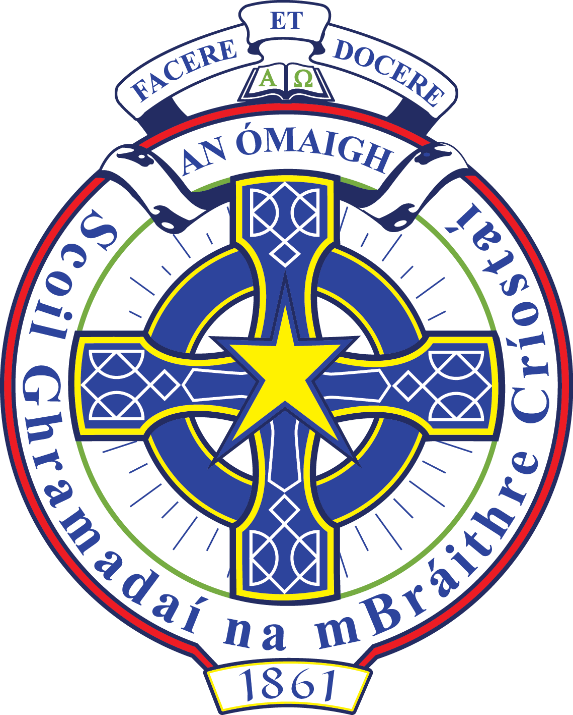 FACERE ET DOCERE
Α Ω
AN ÓMAIGH
Scoil Ghramadaí na mBráithre Críostaí
1861